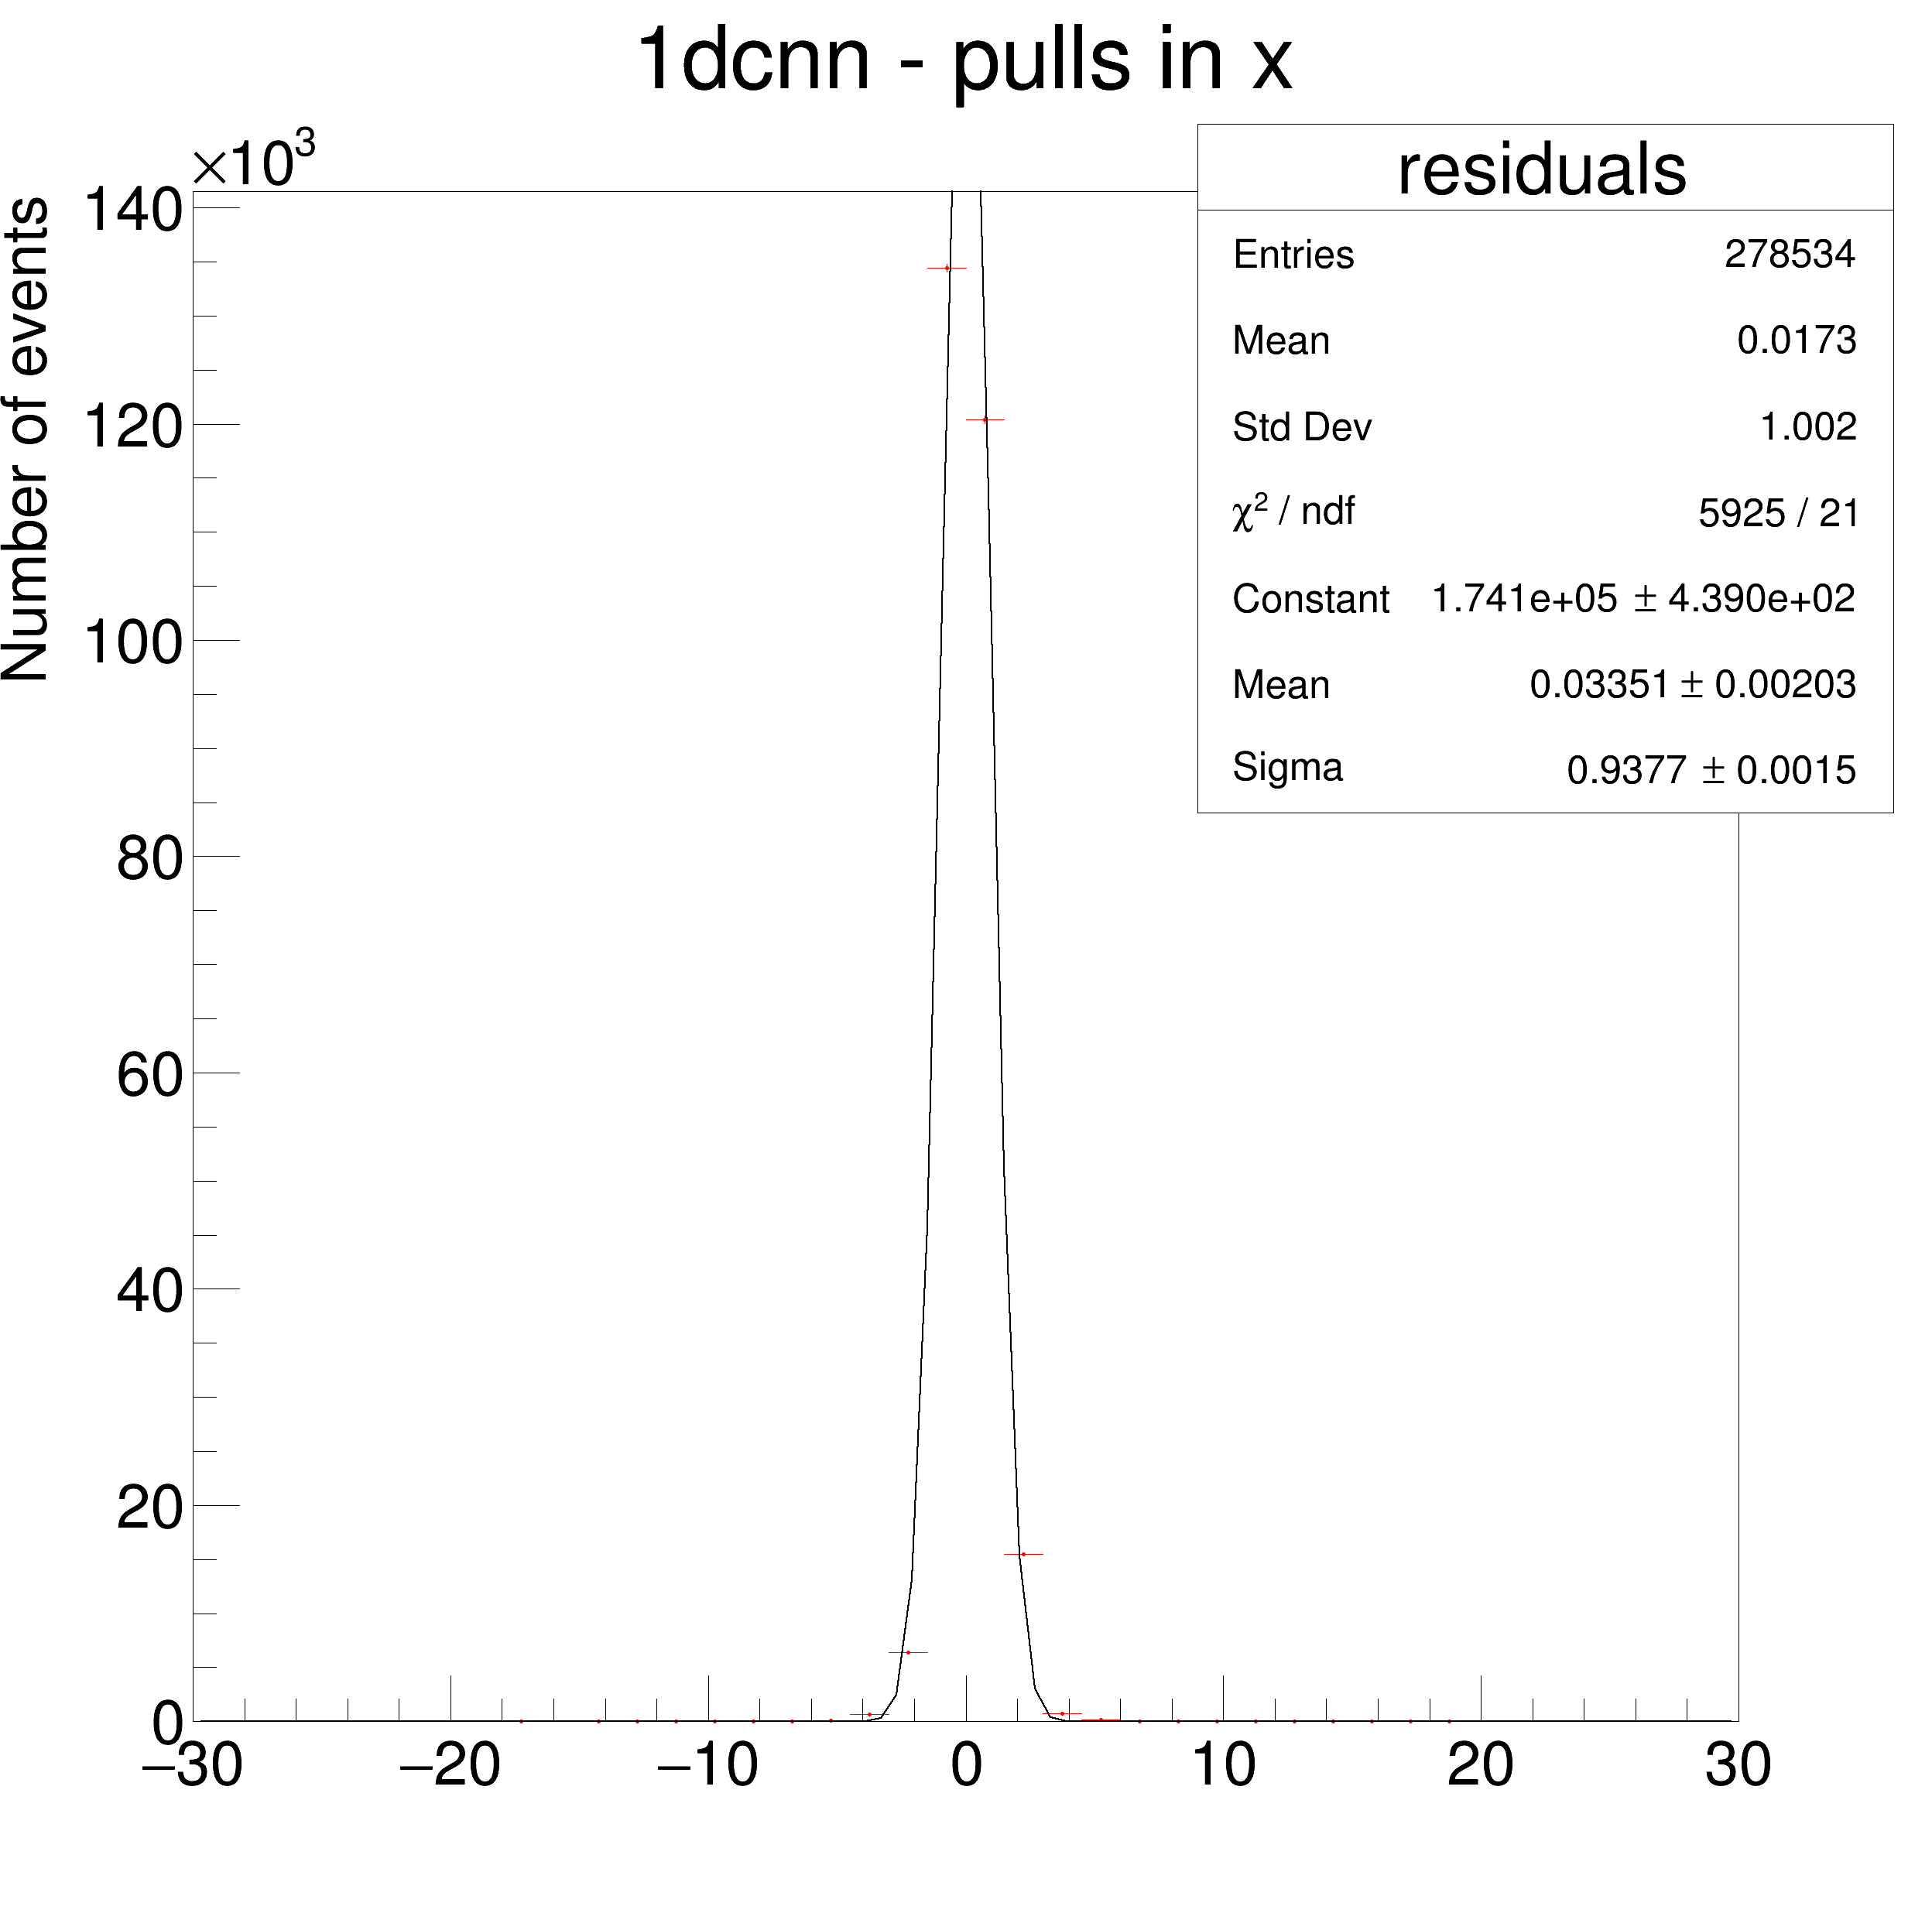 1dcnn - pulls in x
×10³
residuals
Entries 278534
Mean 0.0173
Std Dev 1.002
χ² / ndf 5925 / 21
Constant 1.741e+05 ± 4.390e+02
Mean 0.03351 ± 0.00203
Sigma 0.9377 ± 0.0015
Number of events
140
120
100
80
60
40
20
0
−30 −20 −10 0 10 20 30